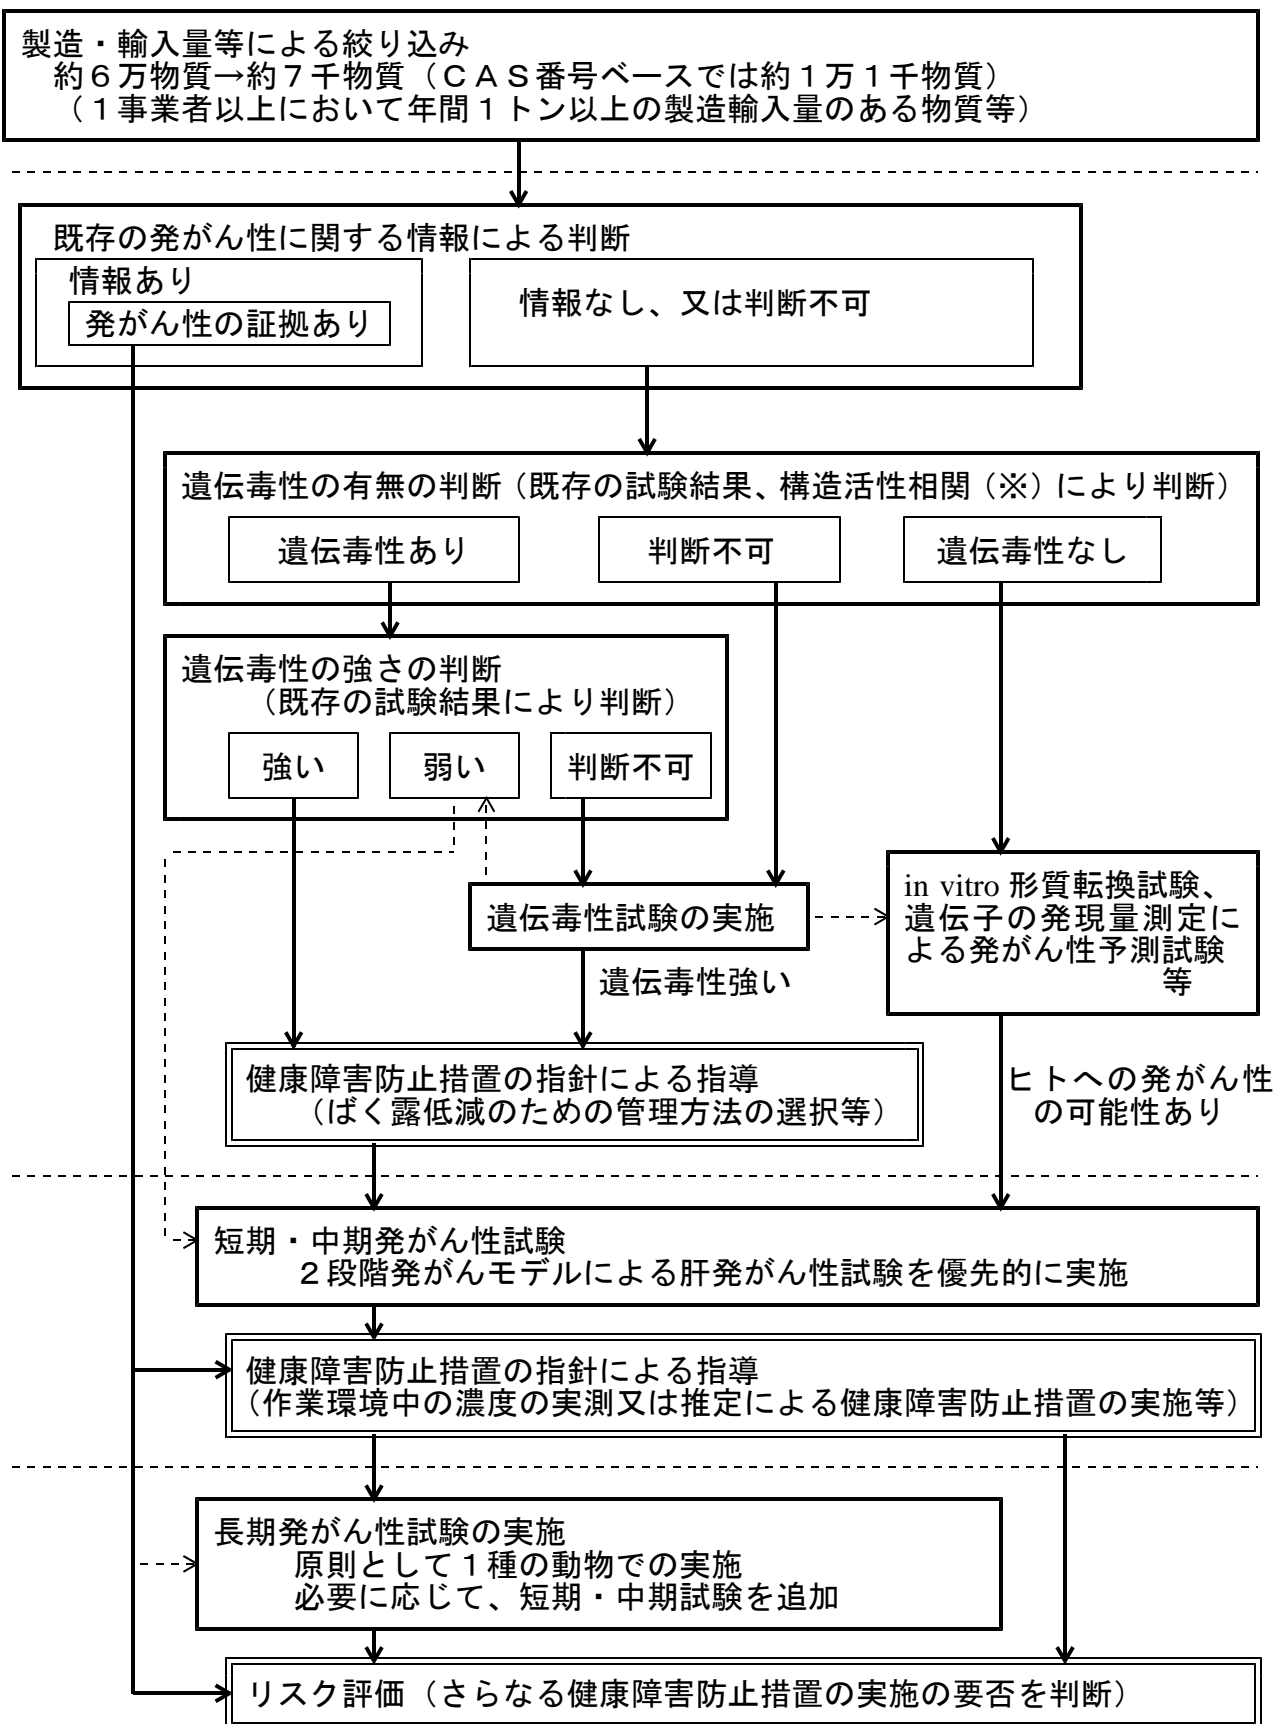 製造・輸入量等による絞り込み
約６万物質→約７千物質（ＣＡＳ番号ベースでは約１万１千物質）
（１事業者以上において年間１トン以上の製造輸入量のある物質等）
既存の発がん性に関する情報による判断
情報あり
発がん性の証拠あり
情報なし、又は判断不可
遺伝毒性の有無の判断（既存の試験結果、構造活性相関（※）により判断）
遺伝毒性あり
判断不可
遺伝毒性なし
遺伝毒性の強さの判断
（既存の試験結果により判断）
強い
弱い
判断不可
遺伝毒性試験の実施
in vitro 形質転換試験、
遺伝子の発現量測定に
よる発がん性予測試験
等
遺伝毒性強い
健康障害防止措置の指針による指導
（ばく露低減のための管理方法の選択等）
ヒトへの発がん性
の可能性あり
短期・中期発がん性試験
２段階発がんモデルによる肝発がん性試験を優先的に実施
健康障害防止措置の指針による指導
（作業環境中の濃度の実測又は推定による健康障害防止措置の実施等）
長期発がん性試験の実施
原則として１種の動物での実施
必要に応じて、短期・中期試験を追加
リスク評価（さらなる健康障害防止措置の実施の要否を判断）